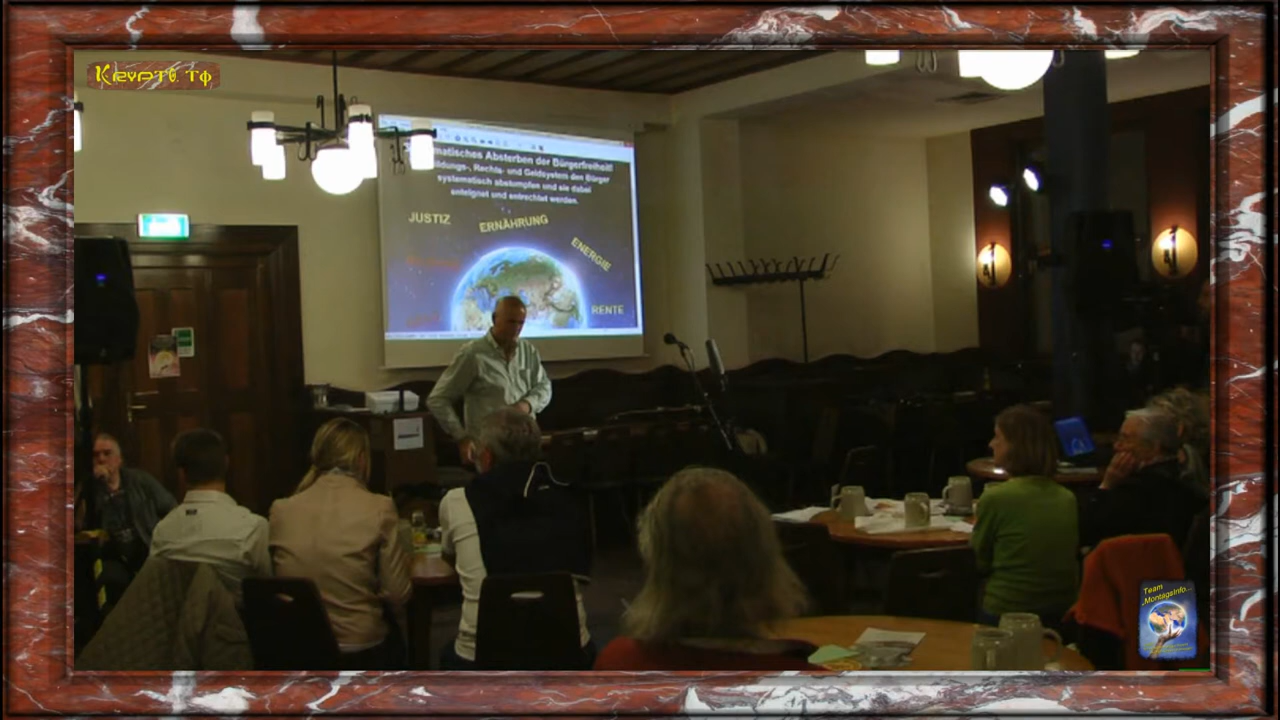 Krypto.TV
matisches Absterben der Bürgerfreiheit!
ldungs-, Rechts- und Geldsystem den Bürger
systematisch abstumpfen und sie dabei
enteignet und entrechtet werden.
JUSTIZ
ERNÄHRUNG
ENERGIE
RENTE
Team
„MontagsInfo...